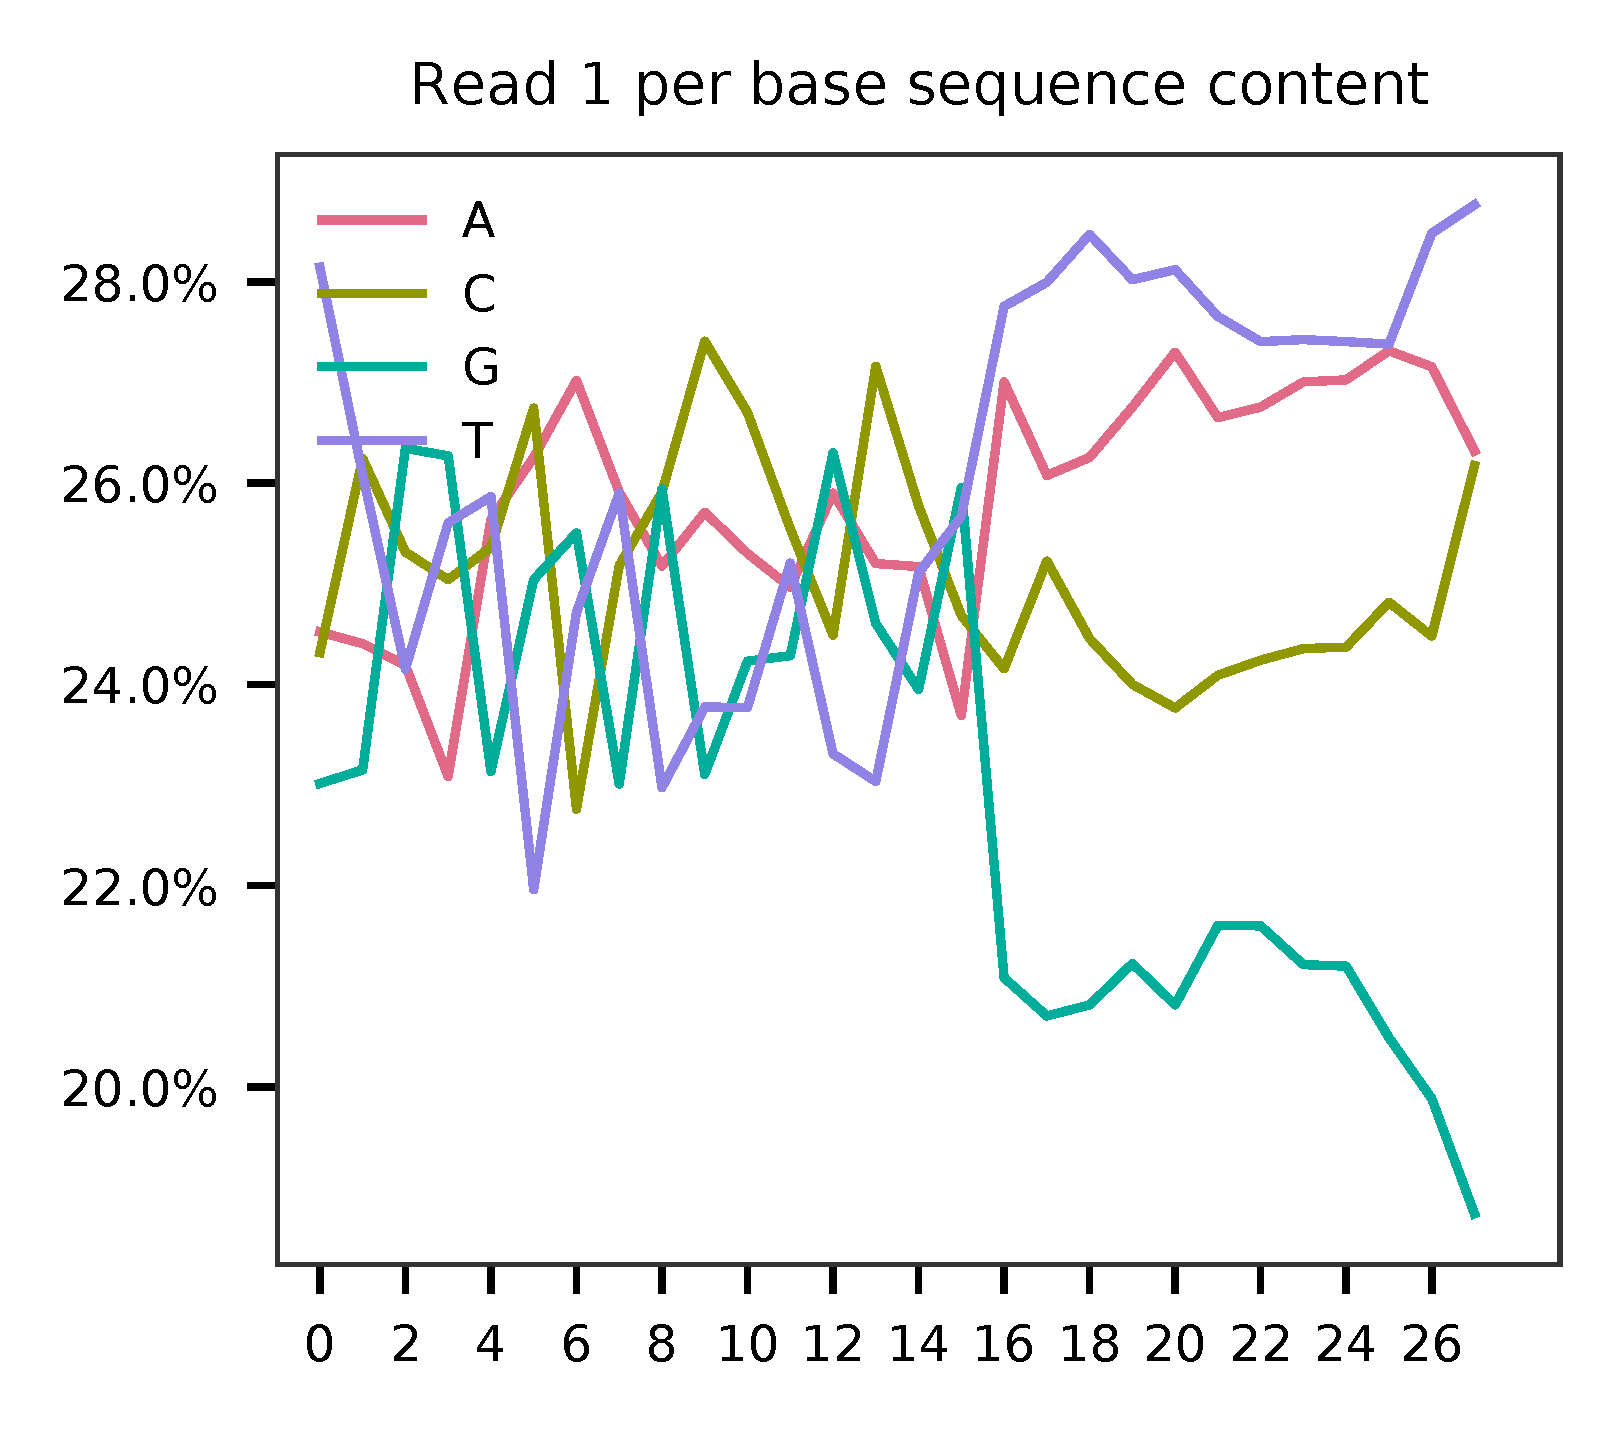 Read 1 per base sequence content
A
C
G
T
28.0%
26.0%
24.0%
22.0%
20.0%
0 2 4 6 8 10 12 14 16 18 20 22 24 26